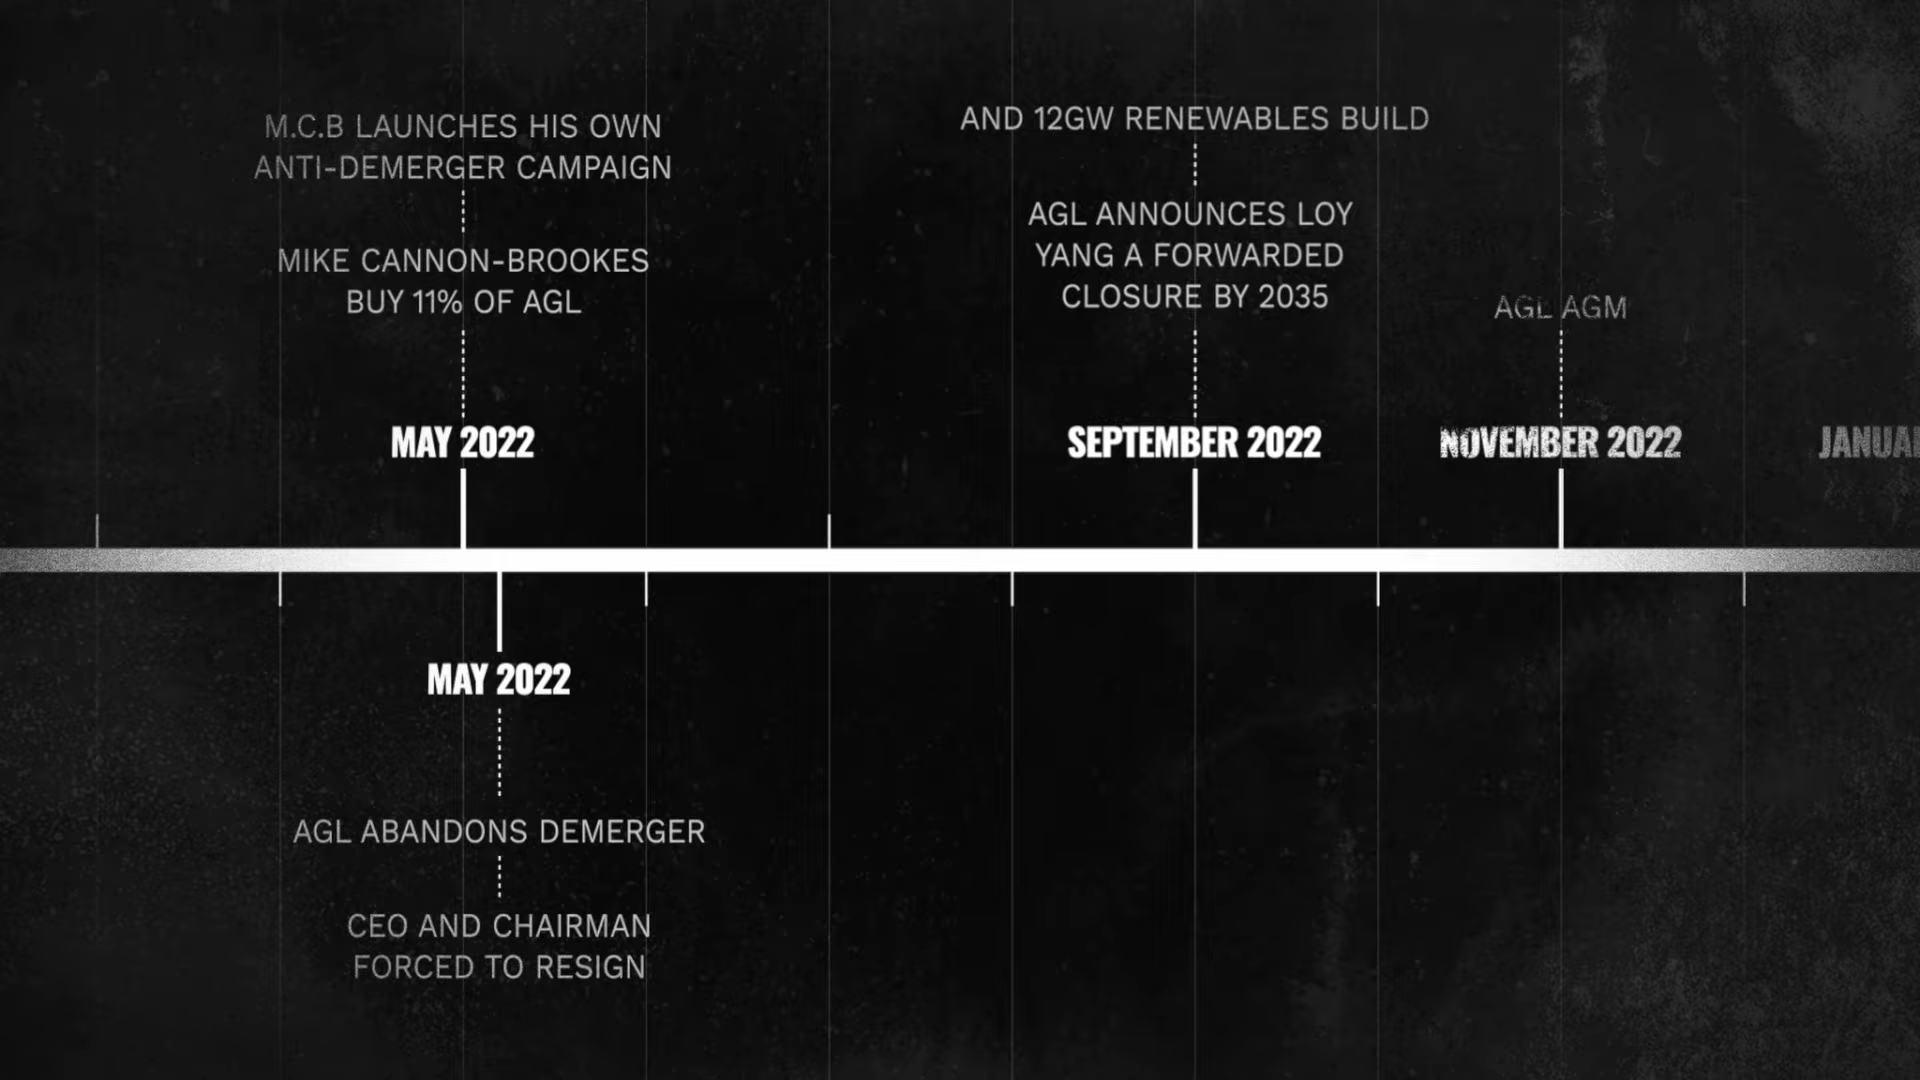 M.C.B LAUNCHES HIS OWN
ANTI-DEMERGER CAMPAIGN
MIKE CANNON-BROOKES
BUY 11% OF AGL
MAY 2022
AND 12GW RENEWABLES BUILD
AGL ANNOUNCES LOY
YANG A FORWARDED
CLOSURE BY 2035
SEPTEMBER 2022
AGL AGM
NOVEMBER 2022
MAY 2022
AGL ABANDONS DEMERGER
CEO AND CHAIRMAN
FORCED TO RESIGN